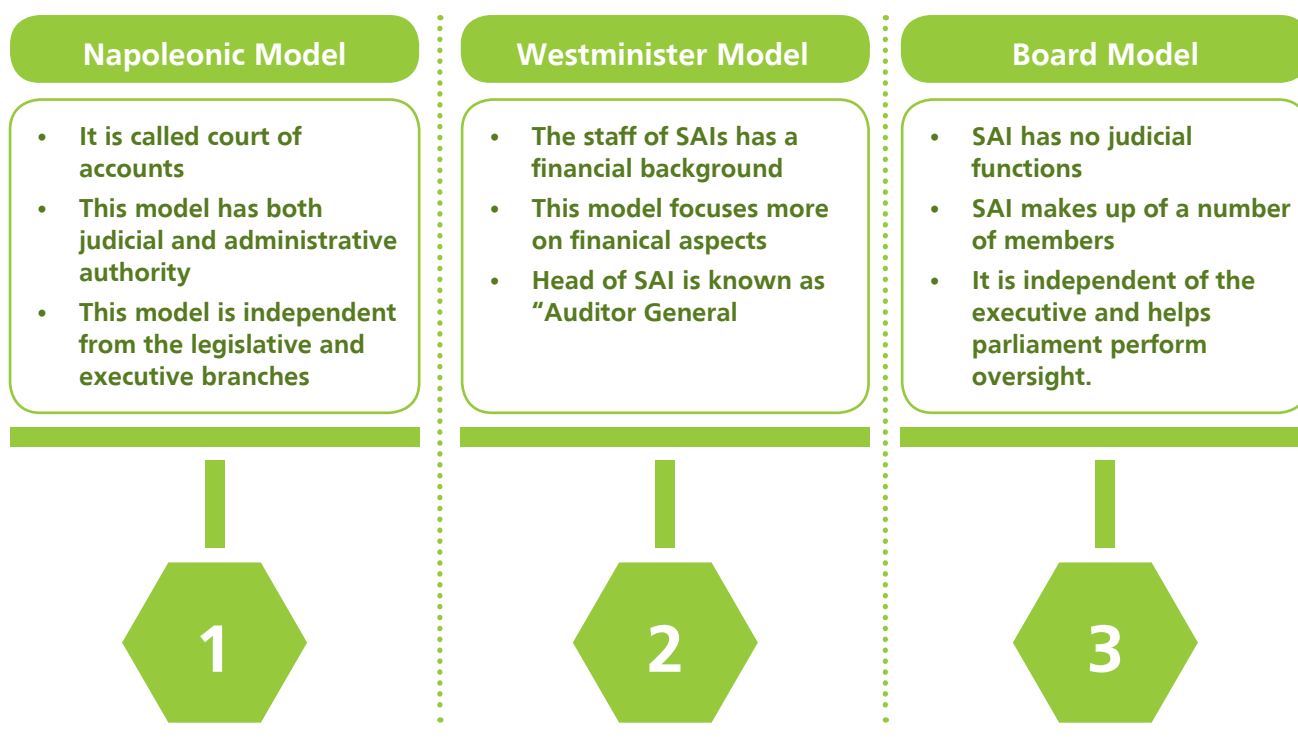 Napoleonic Model
• It is called court of
accounts
• This model has both
judicial and administrative
authority
• This model is independent
from the legislative and
executive branches
1
Westminister Model
• The staff of SAIs has a
financial background
• This model focuses more
on finanical aspects
• Head of SAI is known as
“Auditor General
2
Board Model
• SAI has no judicial
functions
• SAI makes up of a number
of members
• It is independent of the
executive and helps
parliament perform
oversight.
3